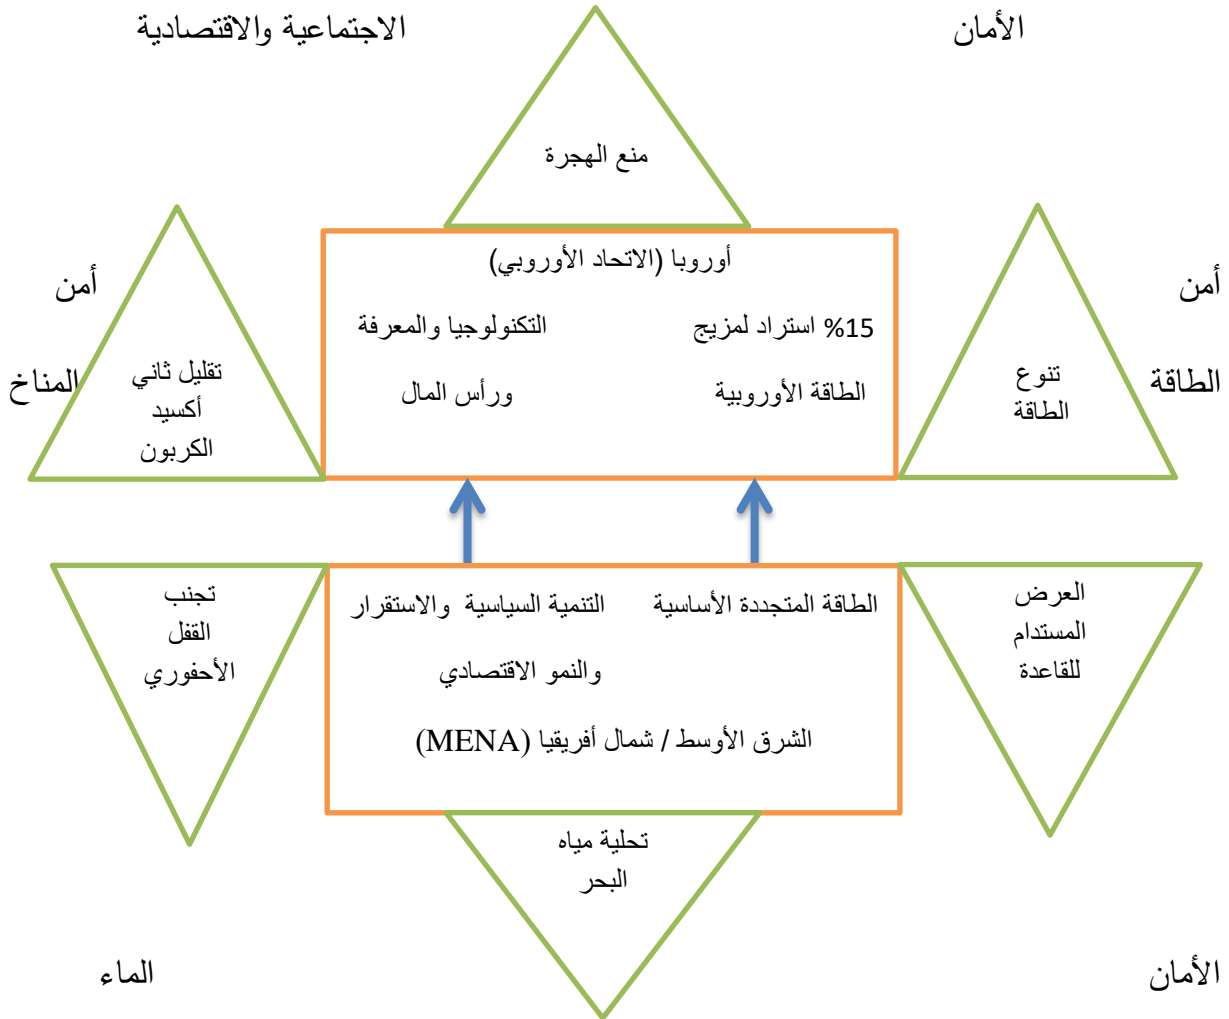 الأمان
الاجتماعية والاقتصادية
منع الهجرة
أوروبا (الاتحاد الأوروبي)
أمن
الطاقة
تنوع
الطاقة
15% استراد لمزيج
الطاقة الأوروبية
التكنولوجيا والمعرفة
ورأس المال
تقليل ثاني
أكسيد
الكربون
أمن
المناخ
العرض
المستدام
للقاعدة
الطاقة المتجددة الأساسية
التنمية السياسية والاستقرار
والنمو الاقتصادي
الشرق الأوسط / شمال أفريقيا (MENA)
تجنب
القفل
الأحفوري
تحلية مياه
البحر
الأمان
الماء